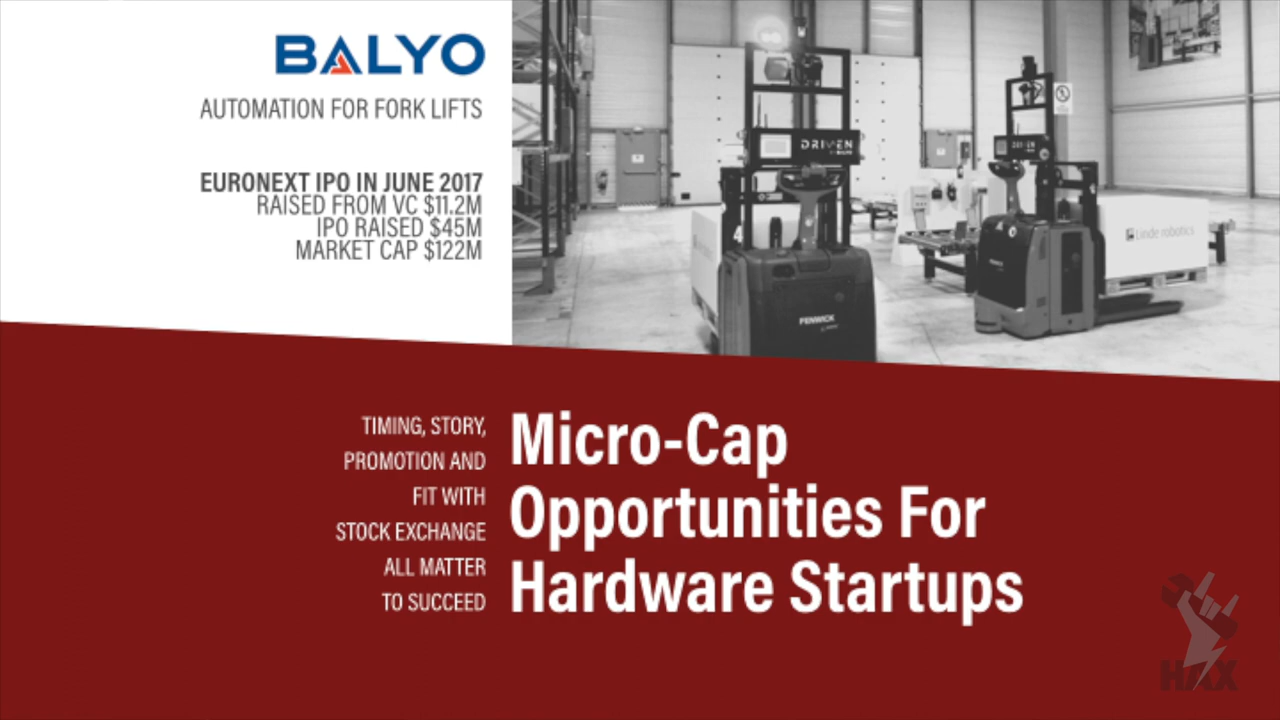 BALYO
AUTOMATION FOR FORK LIFTS
EURONEXT IPO IN JUNE 2017
RAISED FROM VC $11.2M
IPO RAISED $45M
MARKET CAP $122M
DRIVEN
4
Linde robotics
FENWICK
TIMING, STORY,
PROMOTION AND
FIT WITH
STOCK EXCHANGE
ALL MATTER
TO SUCCEED
Micro-Cap
Opportunities For
Hardware Startups
HAX